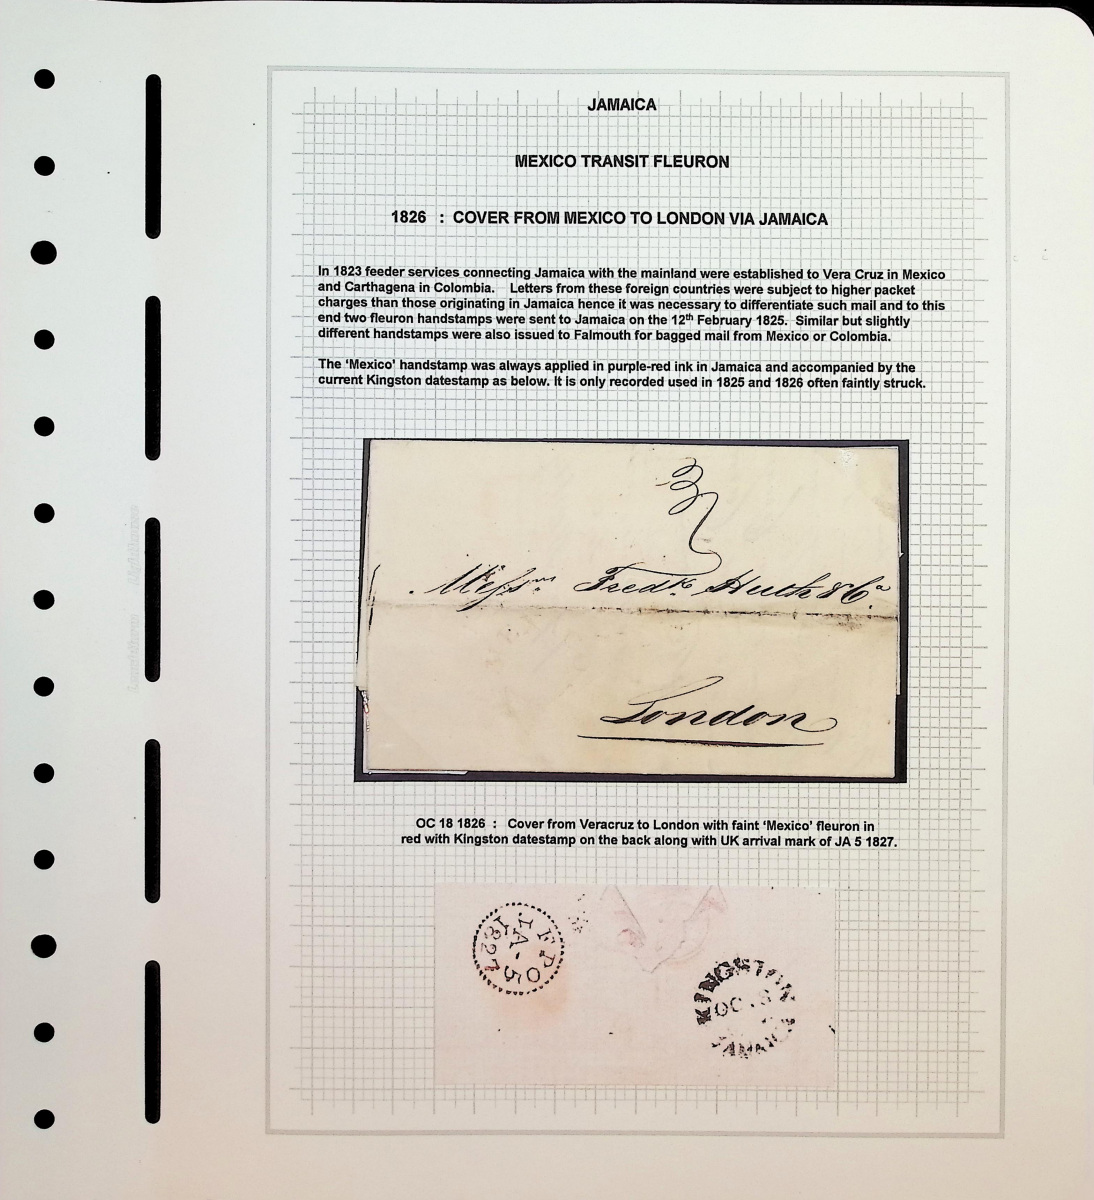 JAMAICA
MEXICO TRANSIT FLEURON
1826 : COVER FROM MEXICO TO LONDON VIA JAMAICA
In 1823 feeder services connecting Jamaica with the mainland were established to Vera Cruz in Mexico
and Carthagena in Colombia. Letters from these foreign countries were subject to higher packet
charges than those originating in Jamaica hence it was necessary to differentiate such mail and to this
end two fleuron handstamps were sent to Jamaica on the 12th February 1825. Similar but slightly
different handstamps were also issued to Falmouth for bagged mail from Mexico or Colombia.
The ‘Mexico’ handstamp was always applied in purple-red ink in Jamaica and accompanied by the
current Kingston datestamp as below. It is only recorded used in 1825 and 1826 often faintly struck.
Messrs. Fredk. Huth & Co.
London
OC 18 1826 : Cover from Veracruz to London with faint ‘Mexico’ fleuron in
red with Kingston datestamp on the back along with UK arrival mark of JA 5 1827.
FPO
JA-5
1827
KINGSTON
OC